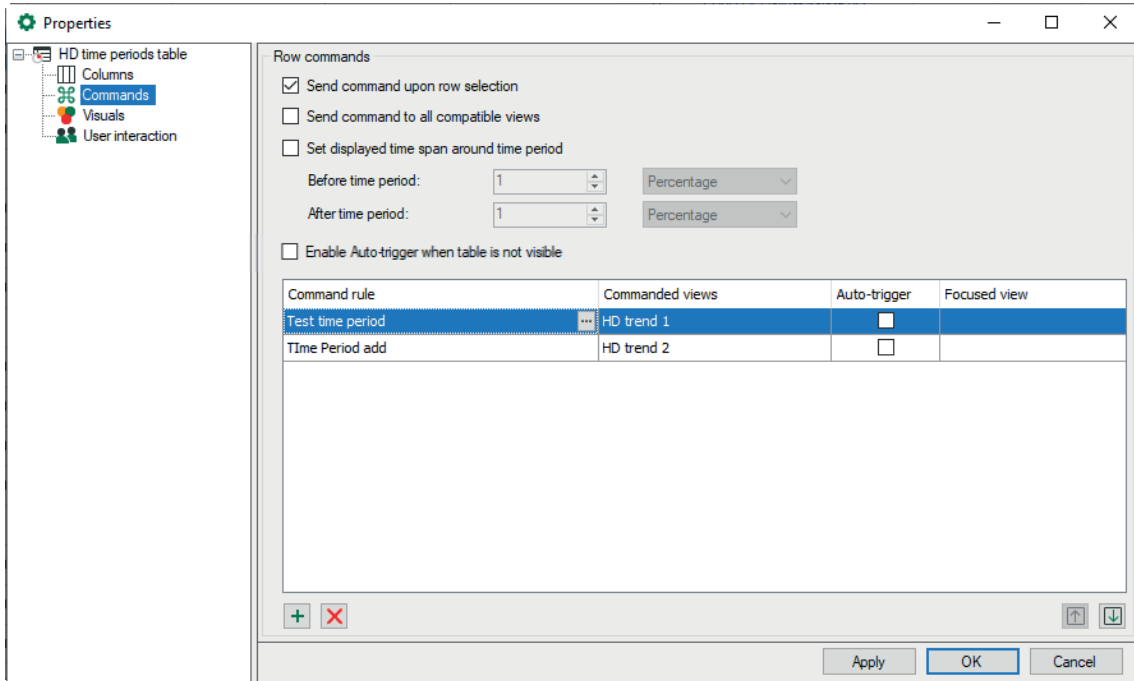 Properties
HD time periods table
Columns
Commands
Visuals
User interaction
Row commands
Send command upon row selection
Send command to all compatible views
Set displayed time span around time period
Before time period: 1 Percentage
After time period: 1 Percentage
Enable Auto-trigger when table is not visible
Command rule Commanded views Auto-trigger Focused view
Test time period ... HD trend 1
TIme Period add HD trend 2
Apply OK Cancel